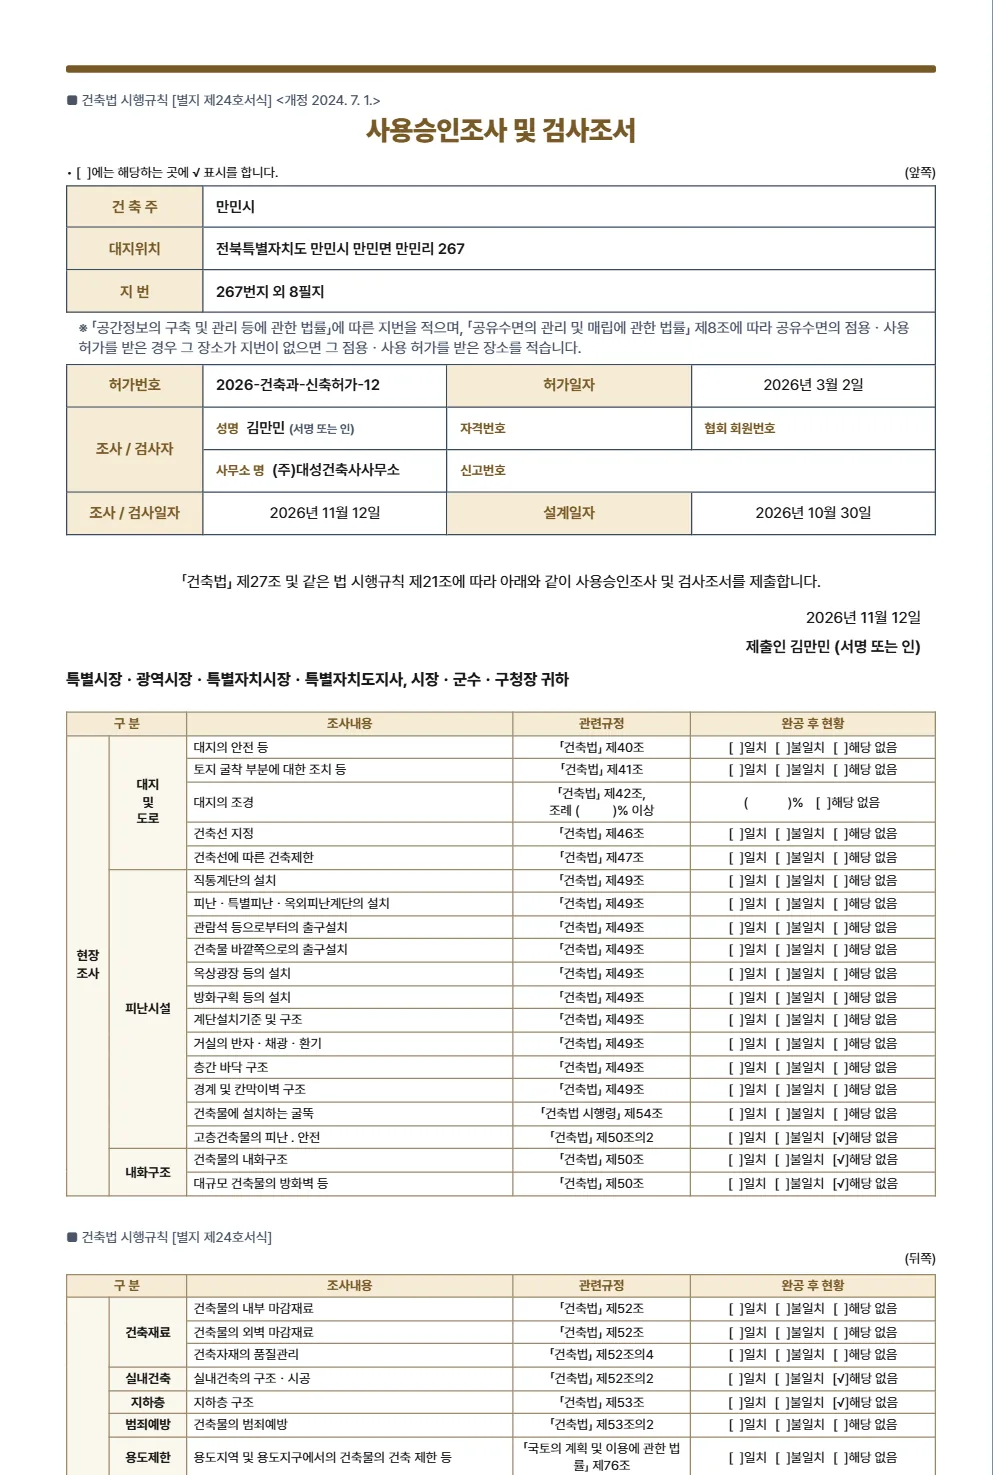 ■ 건축법 시행규칙 [별지 제24호서식] <개정 2024. 7. 1.>
사용승인조사 및 검사조서
• [ ]에는 해당하는 곳에 √ 표시를 합니다. (앞쪽)
건 축 주 만민시
대지위치 전북특별자치도 만민시 만민면 만민리 267
지 번 267번지 외 8필지
※ 「공간정보의 구축 및 관리 등에 관한 법률」에 따른 지번을 적으며, 「공유수면의 관리 및 매립에 관한 법률」 제8조에 따라 공유수면의 점용ㆍ사용
허가를 받은 경우 그 장소가 지번이 없으면 그 점용ㆍ사용 허가를 받은 장소를 적습니다.
허가번호 2026-건축과-신축허가-12 허가일자 2026년 3월 2일
조사 / 검사자 성명 김만민 (서명 또는 인) 자격번호 협회 회원번호
사무소 명 (주)대성건축사사무소 신고번호
조사 / 검사일자 2026년 11월 12일 설계일자 2026년 10월 30일
「건축법」 제27조 및 같은 법 시행규칙 제21조에 따라 아래와 같이 사용승인조사 및 검사조서를 제출합니다.
2026년 11월 12일
제출인 김만민 (서명 또는 인)
특별시장ㆍ광역시장ㆍ특별자치시장ㆍ특별자치도지사, 시장ㆍ군수ㆍ구청장 귀하
구 분 조사내용 관련규정 완공 후 현황
현장
조사
대지
및
도로
대지의 안전 등 「건축법」 제40조 [ ]일치 [ ]불일치 [ ]해당 없음
토지 굴착 부분에 대한 조치 등 「건축법」 제41조 [ ]일치 [ ]불일치 [ ]해당 없음
대지의 조경 「건축법」 제42조,
조례 ( )% 이상 ( )% [ ]해당 없음
건축선 지정 「건축법」 제46조 [ ]일치 [ ]불일치 [ ]해당 없음
건축선에 따른 건축제한 「건축법」 제47조 [ ]일치 [ ]불일치 [ ]해당 없음
피난시설
직통계단의 설치 「건축법」 제49조 [ ]일치 [ ]불일치 [ ]해당 없음
피난ㆍ특별피난ㆍ옥외피난계단의 설치 「건축법」 제49조 [ ]일치 [ ]불일치 [ ]해당 없음
관람석 등으로부터의 출구설치 「건축법」 제49조 [ ]일치 [ ]불일치 [ ]해당 없음
건축물 바깥쪽으로의 출구설치 「건축법」 제49조 [ ]일치 [ ]불일치 [ ]해당 없음
옥상광장 등의 설치 「건축법」 제49조 [ ]일치 [ ]불일치 [ ]해당 없음
방화구획 등의 설치 「건축법」 제49조 [ ]일치 [ ]불일치 [ ]해당 없음
계단설치기준 및 구조 「건축법」 제49조 [ ]일치 [ ]불일치 [ ]해당 없음
거실의 반자ㆍ채광ㆍ환기 「건축법」 제49조 [ ]일치 [ ]불일치 [ ]해당 없음
층간 바닥 구조 「건축법」 제49조 [ ]일치 [ ]불일치 [ ]해당 없음
경계 및 칸막이벽 구조 「건축법」 제49조 [ ]일치 [ ]불일치 [ ]해당 없음
건축물에 설치하는 굴뚝 「건축법 시행령」 제54조 [ ]일치 [ ]불일치 [ ]해당 없음
고층건축물의 피난 . 안전 「건축법」 제50조의2 [ ]일치 [ ]불일치 [√]해당 없음
내화구조
건축물의 내화구조 「건축법」 제50조 [ ]일치 [ ]불일치 [√]해당 없음
대규모 건축물의 방화벽 등 「건축법」 제50조 [ ]일치 [ ]불일치 [√]해당 없음
■ 건축법 시행규칙 [별지 제24호서식]
(뒤쪽)
구 분 조사내용 관련규정 완공 후 현황
건축재료
건축물의 내부 마감재료 「건축법」 제52조 [ ]일치 [ ]불일치 [ ]해당 없음
건축물의 외벽 마감재료 「건축법」 제52조 [ ]일치 [ ]불일치 [ ]해당 없음
건축자재의 품질관리 「건축법」 제52조의4 [ ]일치 [ ]불일치 [ ]해당 없음
실내건축 실내건축의 구조ㆍ시공 「건축법」 제52조의2 [ ]일치 [ ]불일치 [√]해당 없음
지하층 지하층 구조 「건축법」 제53조 [ ]일치 [ ]불일치 [√]해당 없음
범죄예방 건축물의 범죄예방 「건축법」 제53조의2 [ ]일치 [ ]불일치 [ ]해당 없음
용도제한 용도지역 및 용도지구에서의 건축물의 건축 제한 등 「국토의 계획 및 이용에 관한 법
률」 제76조 [ ]일치 [ ]불일치 [ ]해당 없음